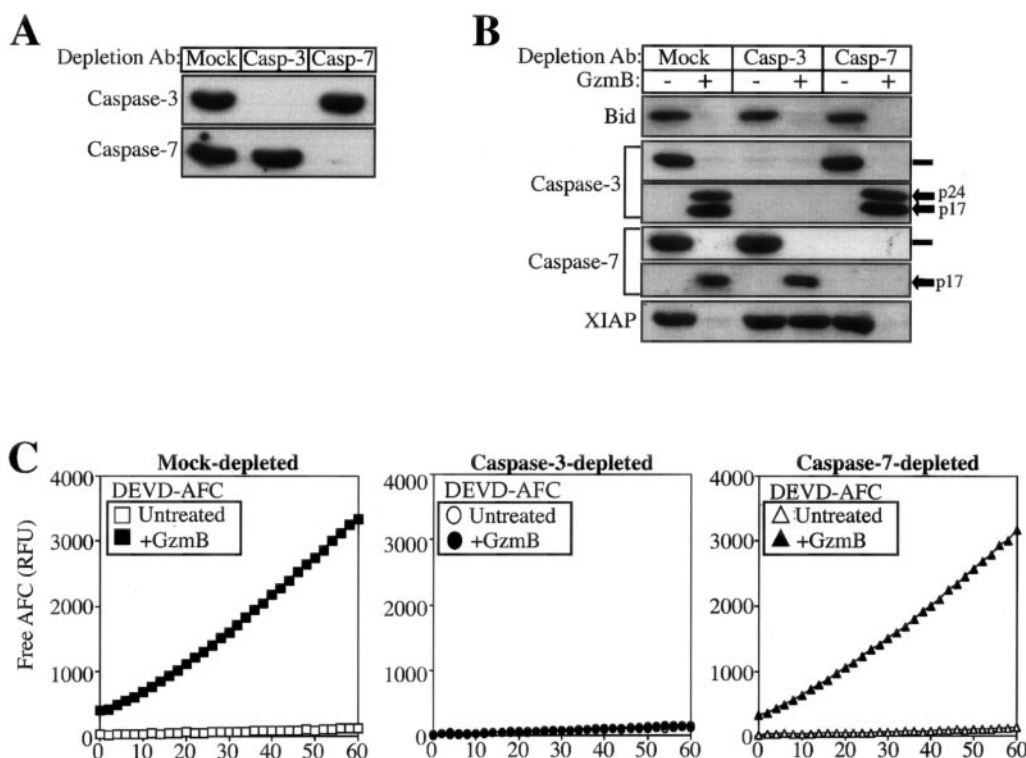 A
Depletion Ab: Mock Casp-3 Casp-7
Caspase-3
Caspase-7
B
Depletion Ab: Mock Casp-3 Casp-7
GzmB: - + - + - +
Bid
Caspase-3
p24
p17
Caspase-7
p17
XIAP
C
Mock-depleted
Caspase-3-depleted
Caspase-7-depleted
Free AFC (RFU)
4000
3000
2000
1000
0
DEVD-AFC
Untreated
+GzmB
0 10 20 30 40 50 60
4000
3000
2000
1000
0
DEVD-AFC
Untreated
+GzmB
0 10 20 30 40 50 60
4000
3000
2000
1000
0
DEVD-AFC
Untreated
+GzmB
0 10 20 30 40 50 60